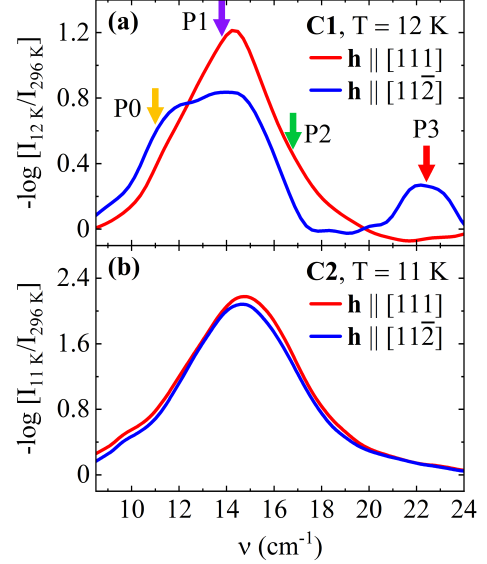 (a)
C1, T = 12 K
h || [111]
h || [112̅]
P0
P1
P2
P3
-log [I12 K/I296 K]
1.2
0.8
0.4
0
(b)
C2, T = 11 K
h || [111]
h || [112̅]
-log [I11 K/I296 K]
2.4
1.6
0.8
0
10 12 14 16 18 20 22 24
ν (cm-1)